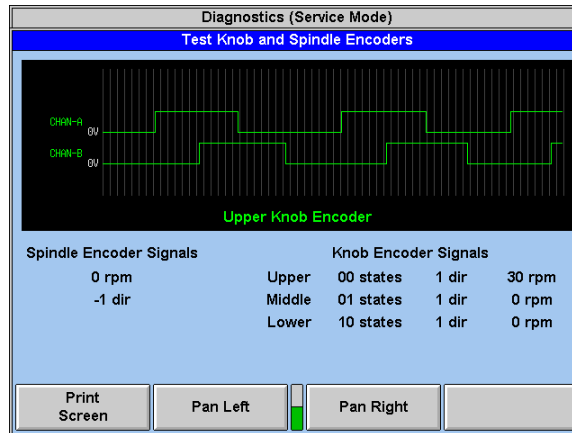 Diagnostics (Service Mode)
Test Knob and Spindle Encoders
CHAN-A
0V
CHAN-B
0V
Upper Knob Encoder
Spindle Encoder Signals
0 rpm
-1 dir
Knob Encoder Signals
Upper 00 states 1 dir 30 rpm
Middle 01 states 1 dir 0 rpm
Lower 10 states 1 dir 0 rpm
Print Screen
Pan Left
Pan Right